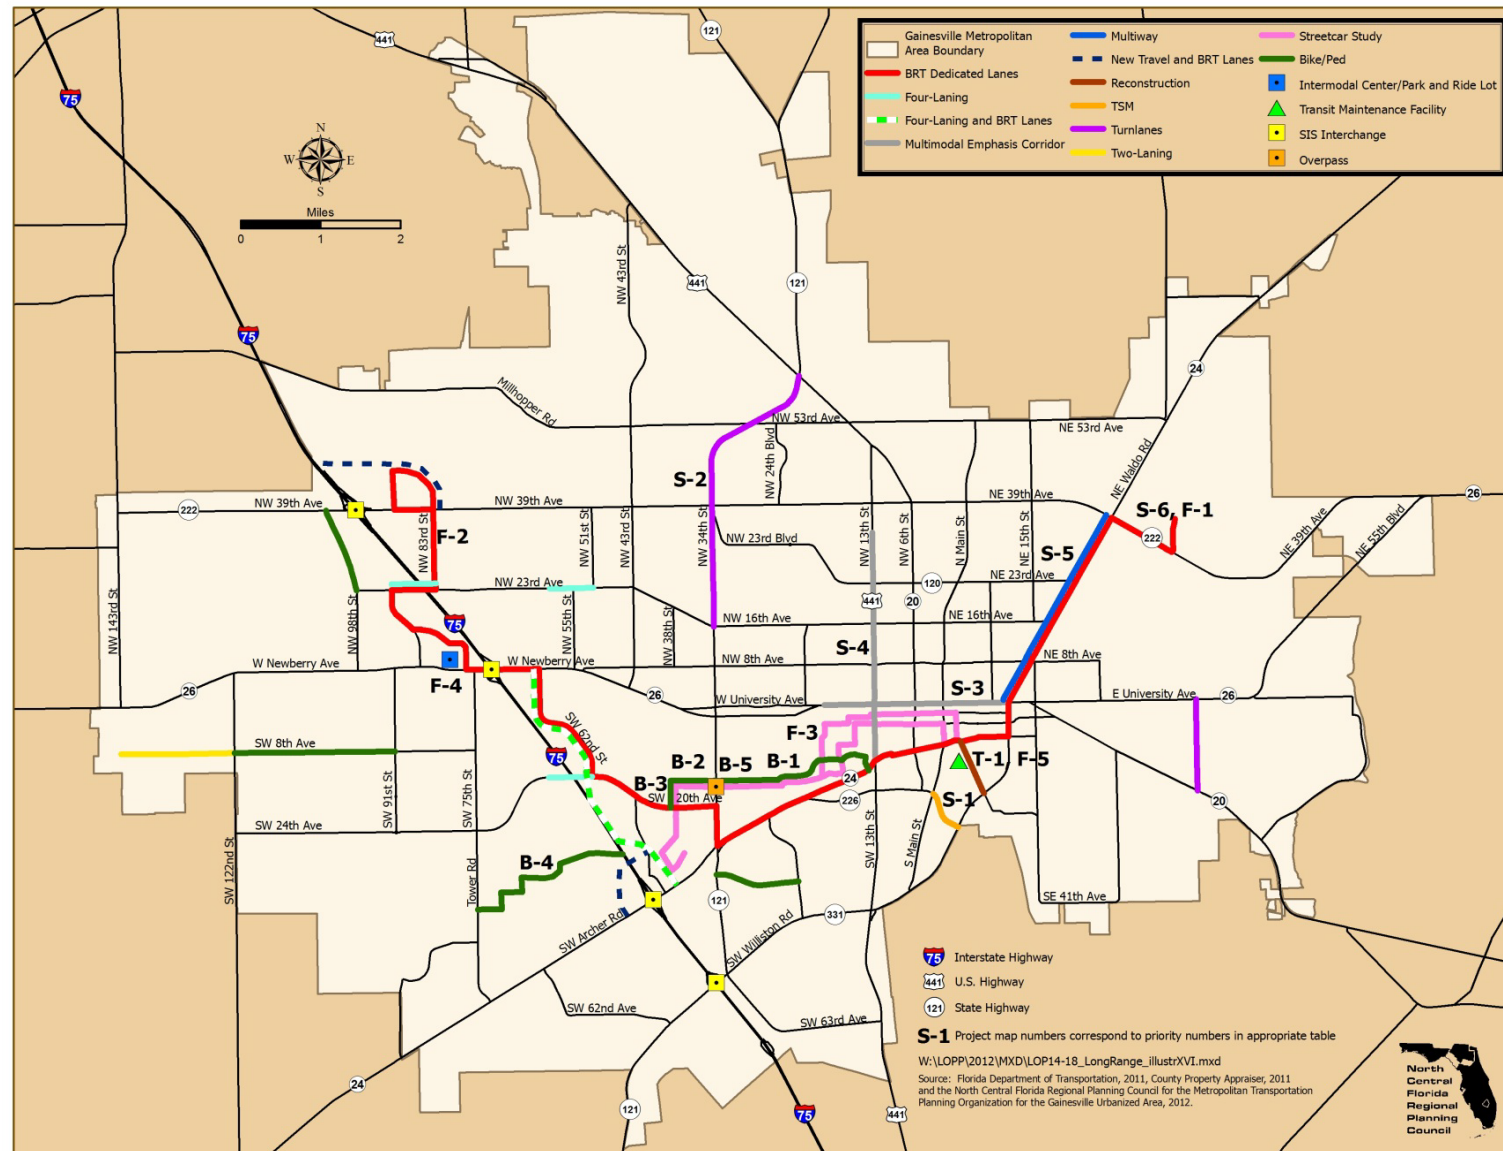 Gainesville Metropolitan
Area Boundary
BRT Dedicated Lanes
Four-Laning
Four-Laning and BRT Lanes
Multimodal Emphasis Corridor
Multiway
New Travel and BRT Lanes
Reconstruction
TSM
Turnlanes
Two-Laning
Streetcar Study
Bike/Ped
Intermodal Center/Park and Ride Lot
Transit Maintenance Facility
SIS Interchange
Overpass
441
121
75
N
W E
S
Miles
0 1 2
NW 43rd St
441
121
75
24
Millhopper Rd
NW 53rd Ave
NE 53rd Ave
NW 24th Blvd
NE Waldo Rd
S-2
NW 39th Ave
222
NW 39th Ave
NE 39th Ave
S-6, F-1
26
NW 83rd St
F-2
NW 51st St
NW 43rd St
NW 34th St
NW 23rd Blvd
NW 13th St
NW 6th St
N Main St
NE 15th St
S-5
222
NE 39th Ave
NE 55th Blvd
NW 143rd St
NW 98th St
NW 23rd Ave
120
NE 23rd Ave
441
20
75
NW 55th St
NW 38th St
NW 16th Ave
NE 16th Ave
S-4
W Newberry Ave
W Newberry Ave
NW 8th Ave
NE 8th Ave
F-4
26
26
W University Ave
S-3
E University Ave
26
SW 62nd St
F-3
SW 8th Ave
75
B-2
B-5
B-1
T-1, F-5
B-3
24
SW 20th Ave
226
S-1
20
SW 122nd St
SW 91st St
SW 75th St
SW 24th Ave
SW 13th St
S Main St
B-4
Tower Rd
121
SE 41th Ave
SW Archer Rd
331
SW Williston Rd
SW 62nd Ave
SW 63rd Ave
24
121
75
441
75 Interstate Highway
441 U.S. Highway
121 State Highway
S-1 Project map numbers correspond to priority numbers in appropriate table
W:\LOPP\2012\MXD\LOP14-18_LongRange_illustrXVI.mxd
Source: Florida Department of Transportation, 2011, County Property Appraiser, 2011
and the North Central Florida Regional Planning Council for the Metropolitan Transportation
Planning Organization for the Gainesville Urbanized Area, 2012.
North
Central
Florida
Regional
Planning
Council